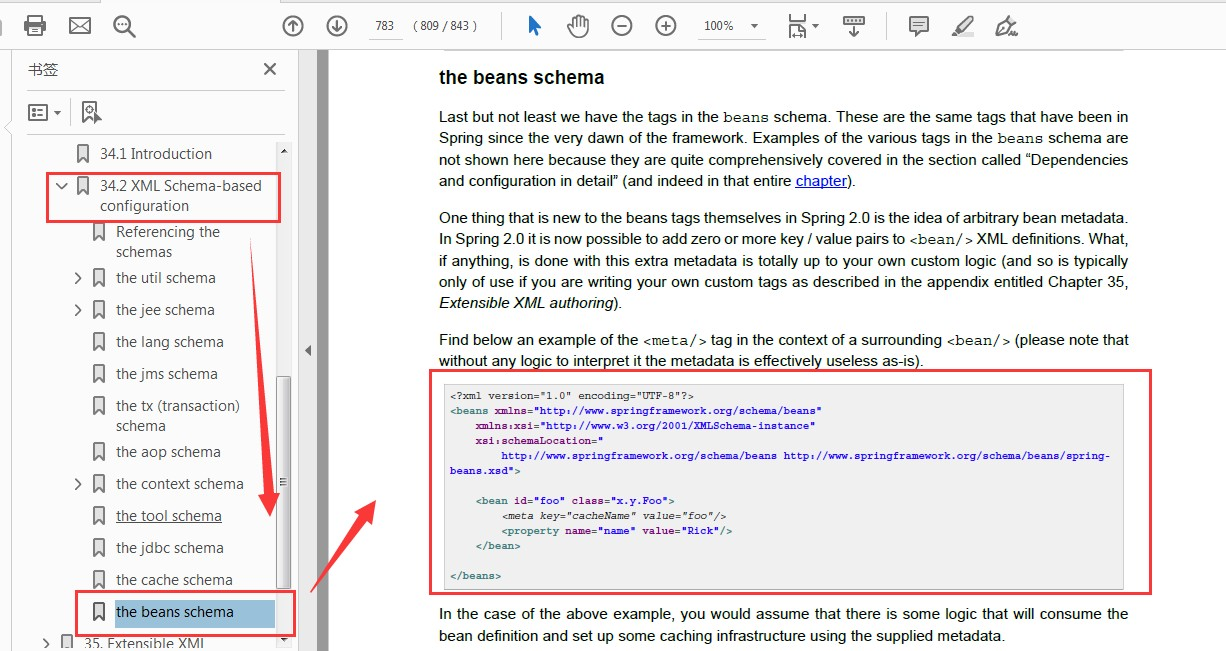 783 ( 809 / 843 ) 100%
书签
34.1 Introduction
34.2 XML Schema-based
configuration
Referencing the
schemas
the util schema
the jee schema
the lang schema
the jms schema
the tx (transaction)
schema
the aop schema
the context schema
the tool schema
the jdbc schema
the cache schema
the beans schema
35. Extensible XML
the beans schema
Last but not least we have the tags in the beans schema. These are the same tags that have been in
Spring since the very dawn of the framework. Examples of the various tags in the beans schema are
not shown here because they are quite comprehensively covered in the section called “Dependencies
and configuration in detail” (and indeed in that entire chapter).
One thing that is new to the beans tags themselves in Spring 2.0 is the idea of arbitrary bean metadata.
In Spring 2.0 it is now possible to add zero or more key / value pairs to <bean/> XML definitions. What,
if anything, is done with this extra metadata is totally up to your own custom logic (and so is typically
only of use if you are writing your own custom tags as described in the appendix entitled Chapter 35,
Extensible XML authoring).
Find below an example of the <meta/> tag in the context of a surrounding <bean/> (please note that
without any logic to interpret it the metadata is effectively useless as-is).
<?xml version="1.0" encoding="UTF-8"?>
<beans xmlns="http://www.springframework.org/schema/beans"
xmlns:xsi="http://www.w3.org/2001/XMLSchema-instance"
xsi:schemaLocation="
http://www.springframework.org/schema/beans http://www.springframework.org/schema/beans/spring-
beans.xsd">
<bean id="foo" class="x.y.Foo">
<meta key="cacheName" value="foo"/>
<property name="name" value="Rick"/>
</bean>
</beans>
In the case of the above example, you would assume that there is some logic that will consume the
bean definition and set up some caching infrastructure using the supplied metadata.